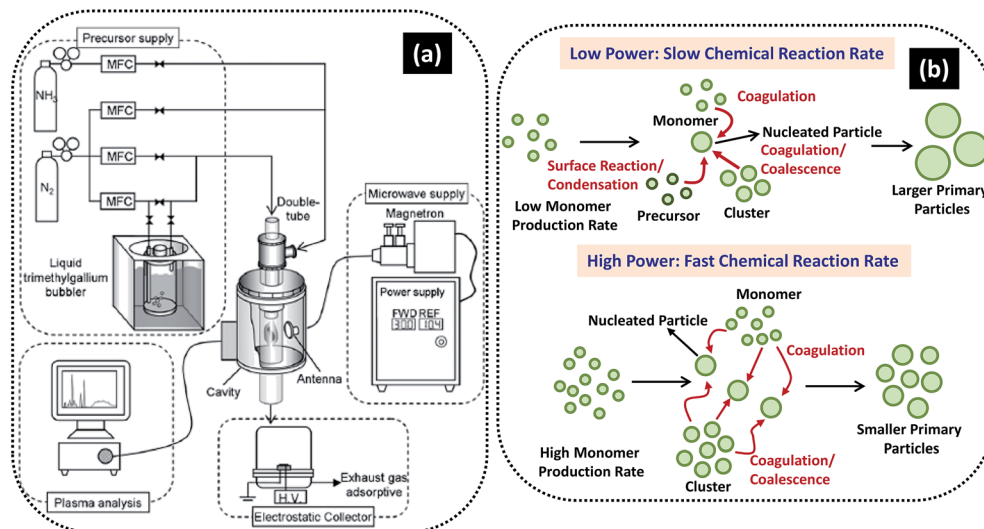 Precursor supply
(a)
NH3
MFC
MFC
N2
MFC
MFC
Double-
tube
Liquid
trimethylgallium
bubbler
Microwave supply
Magnetron
Power supply
FWD REF
300 10.4
Antenna
Cavity
Plasma analysis
H.V.
Exhaust gas
adsorptive
Electrostatic Collector
(b)
Low Power: Slow Chemical Reaction Rate
Coagulation
Monomer
Nucleated Particle
Coagulation/
Coalescence
Surface Reaction/
Condensation
Low Monomer
Production Rate
Precursor
Cluster
Larger Primary
Particles
High Power: Fast Chemical Reaction Rate
Monomer
Nucleated Particle
Coagulation
High Monomer
Production Rate
Cluster
Coagulation/
Coalescence
Smaller Primary
Particles